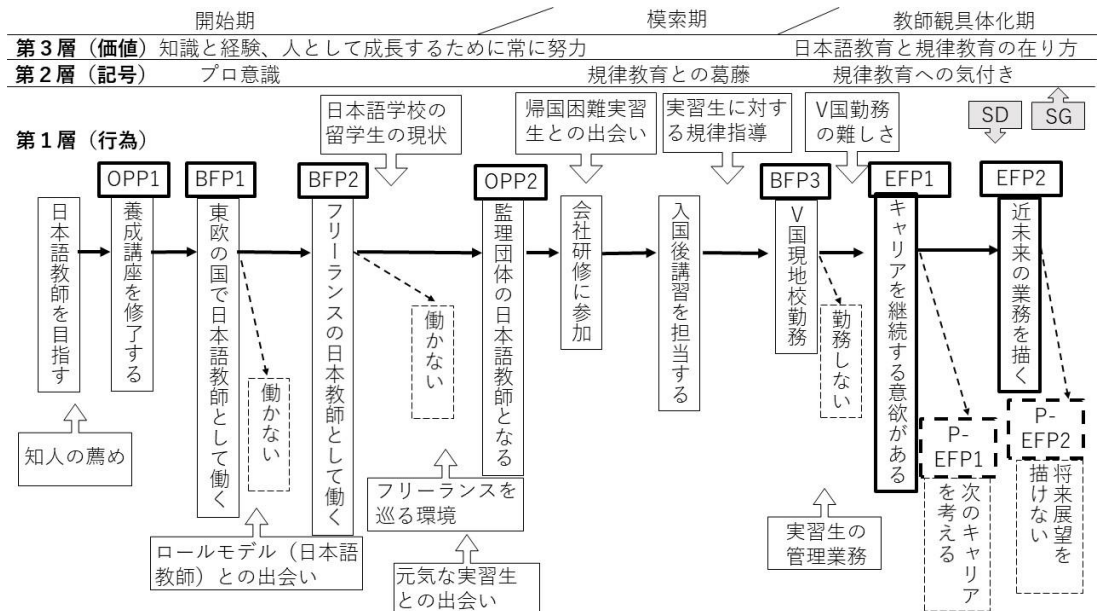 開始期
模索期
教師観具体化期
第3層（価値）知識と経験、人として成長するために常に努力
日本語教育と規律教育の在り方
第2層（記号）
プロ意識
規律教育との葛藤
規律教育への気付き
第1層（行為）
日本語学校の
留学生の現状
帰国困難実習
生との出会い
実習生に対す
る規律指導
V国勤務
の難しさ
SD
SG
OPP1
BFP1
BFP2
OPP2
BFP3
EFP1
EFP2
日本語教師を目指す
養成講座を修了する
東欧の国で日本語教師として働く
働かない
フリーランスの日本教師として働く
働かない
監理団体の日本語教師となる
会社研修に参加
入国後講習を担当する
V国現地校勤務
勤務しない
キャリアを継続する意欲がある
近未来の業務を描く
P-
EFP1
次のキャリア
を考える
P-
EFP2
将来展望を
描けない
知人の薦め
ロールモデル（日本語
教師）との出会い
フリーランスを
巡る環境
元気な実習生
との出会い
実習生の
管理業務